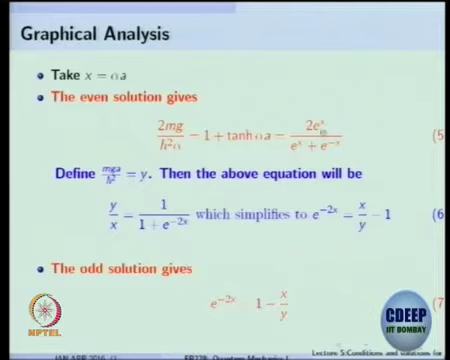 Graphical Analysis
• Take x = αa
• The even solution gives
2mg/ħ²α − 1 + tanh αa = 2eˣ/(eˣ + e⁻ˣ) (5
Define mga/ħ² = y. Then the above equation will be
y/x = 1/(1 + e⁻²ˣ) which simplifies to e⁻²ˣ = x/y − 1 (6
• The odd solution gives
e⁻²ˣ − 1 − x/y (7
NPTEL
CDEEP
IIT BOMBAY
Lecture 5:Conditions and solutions for